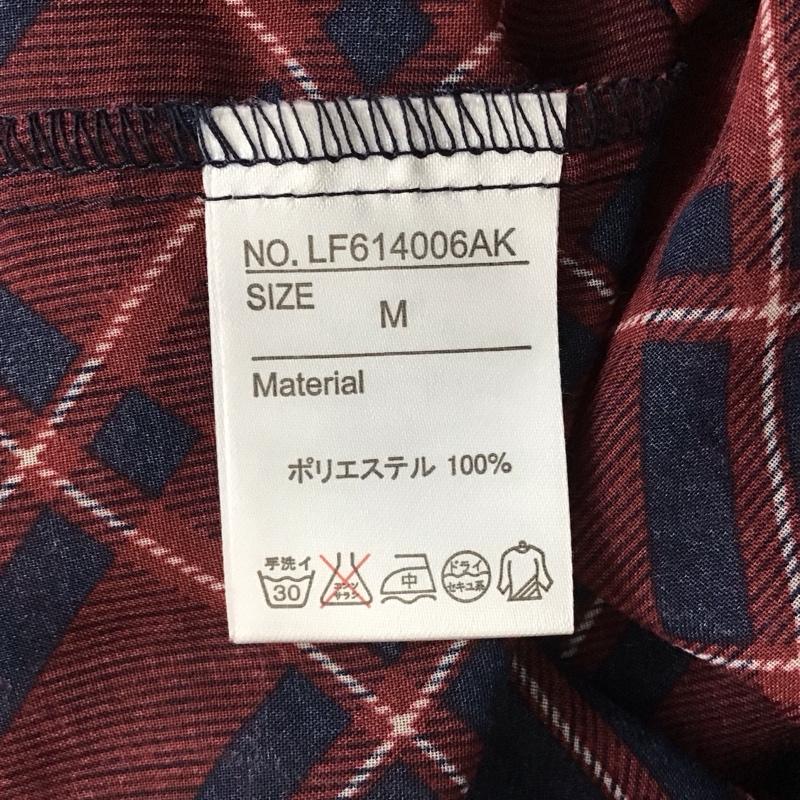 NO. LF614006AK
SIZE
M
Material
ポリエステル 100%
手洗イ
30
エンソ
サラシ
中
ドライ
セキユ系